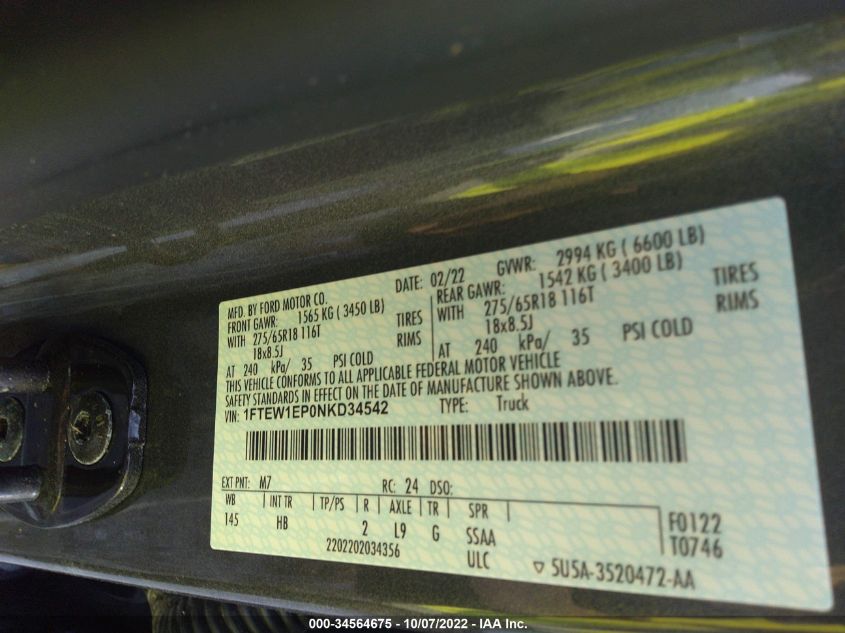 MFD. BY FORD MOTOR CO.
DATE: 02/22
GVWR: 2994 KG ( 6600 LB)
FRONT GAWR: 1565 KG ( 3450 LB)
REAR GAWR: 1542 KG ( 3400 LB)
WITH 275/65R18 116T TIRES
WITH 275/65R18 116T TIRES
18x8.5J RIMS
18x8.5J RIMS
AT 240 kPa/ 35 PSI COLD
AT 240 kPa/ 35 PSI COLD
THIS VEHICLE CONFORMS TO ALL APPLICABLE FEDERAL MOTOR VEHICLE
SAFETY STANDARDS IN EFFECT ON THE DATE OF MANUFACTURE SHOWN ABOVE.
VIN: 1FTEW1EP0NKD34542 TYPE: Truck
EXT PNT: M7 RC: 24 DSO:
WB INT TR TP/PS R AXLE TR SPR
145 HB 2 L9 G SSAA
2202202034356 ULC
F0122
T0746
5U5A-3520472-AA
000-34564675 - 10/07/2022 - IAA Inc.